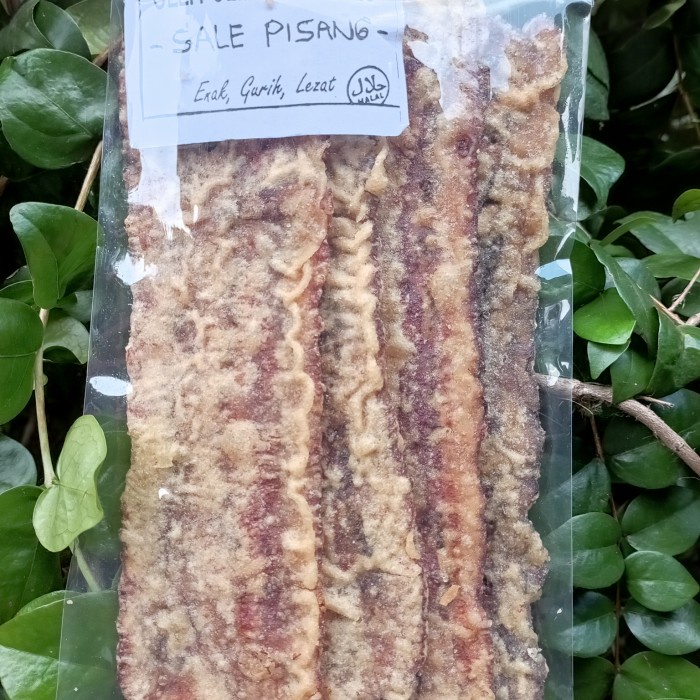 - SALE PISANG -
Enak, Gurih, Lezat
حلال
HALAL